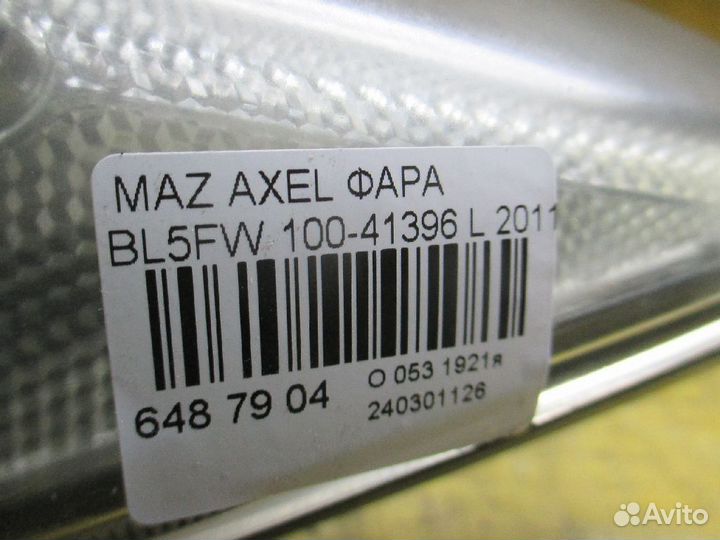 MAZ AXEL ФАРА
BL5FW 100-41396 L 2011
648 79 04
О 053 1921я
240301126
Avito